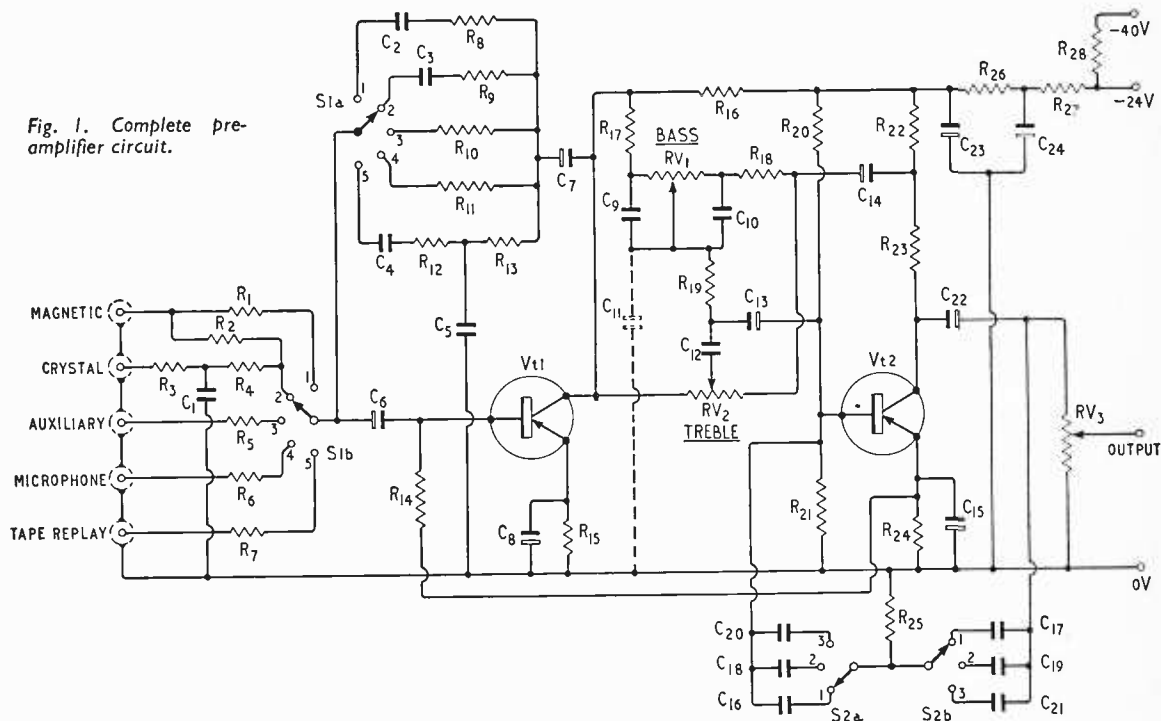 Fig. 1. Complete pre-
amplifier circuit.
S1a
1
2
3
4
5
C2
R8
C3
R9
R10
R11
C4
R12
R13
C7
C5
R16
R17
BASS
RV1
R18
C9
C10
R19
C11
C12
C13
RV2
TREBLE
R20
R22
C14
R23
C22
C23
R26
C24
R27
R28
-40V
-24V
MAGNETIC
R1
R2
CRYSTAL
R3
C1
R4
AUXILIARY
R5
MICROPHONE
R6
TAPE REPLAY
R7
1
2
3
4
5
S1b
C6
R14
Vt1
C8
R15
Vt2
R21
R24
C15
RV3
OUTPUT
0V
R25
C20
C18
C16
3
2
1
S2a
1
2
3
S2b
C17
C19
C21